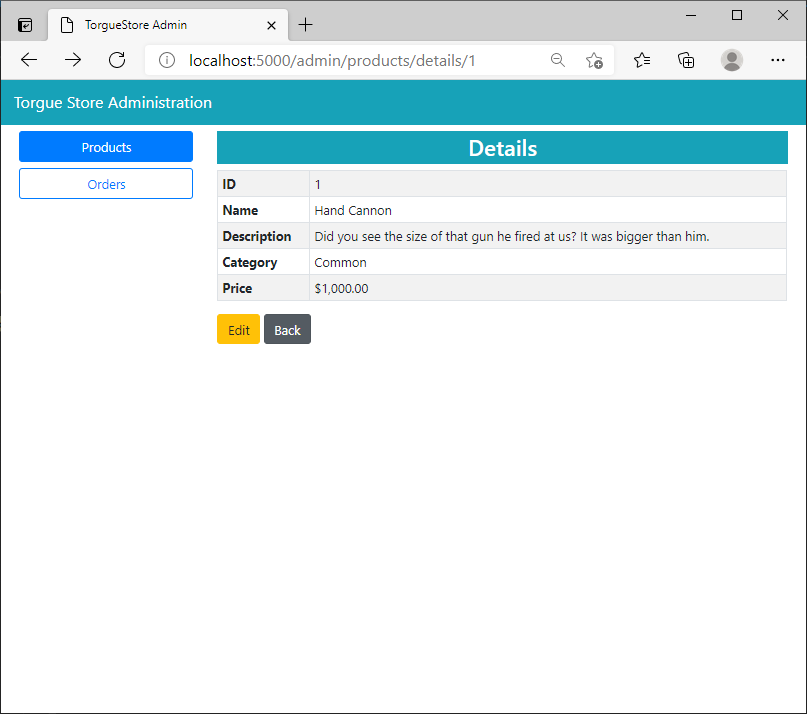 TorgueStore Admin
localhost:5000/admin/products/details/1
Torgue Store Administration
Products
Orders
Details
ID 1
Name Hand Cannon
Description Did you see the size of that gun he fired at us? It was bigger than him.
Category Common
Price $1,000.00
Edit Back